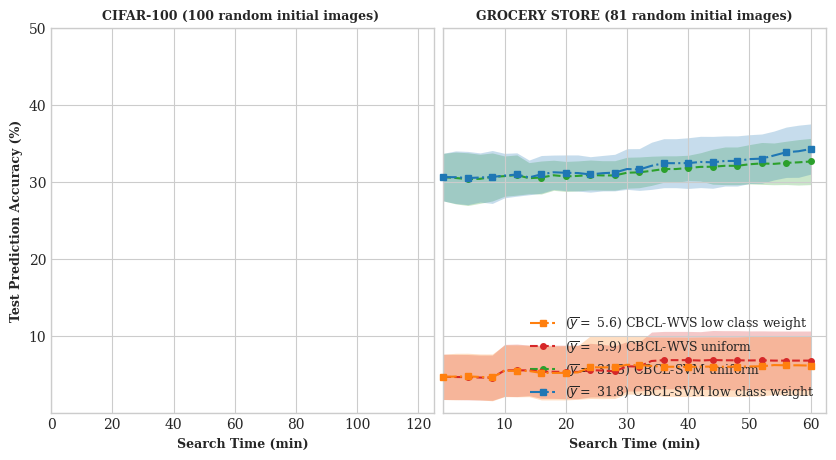 CIFAR-100 (100 random initial images)
GROCERY STORE (81 random initial images)
Test Prediction Accuracy (%)
50
40
30
20
10
0 20 40 60 80 100 120
10 20 30 40 50 60
Search Time (min)
Search Time (min)
(y̅ = 5.6) CBCL-WVS low class weight
(y̅ = 5.9) CBCL-WVS uniform
(y̅ = 31.3) CBCL-SVM uniform
(y̅ = 31.8) CBCL-SVM low class weight